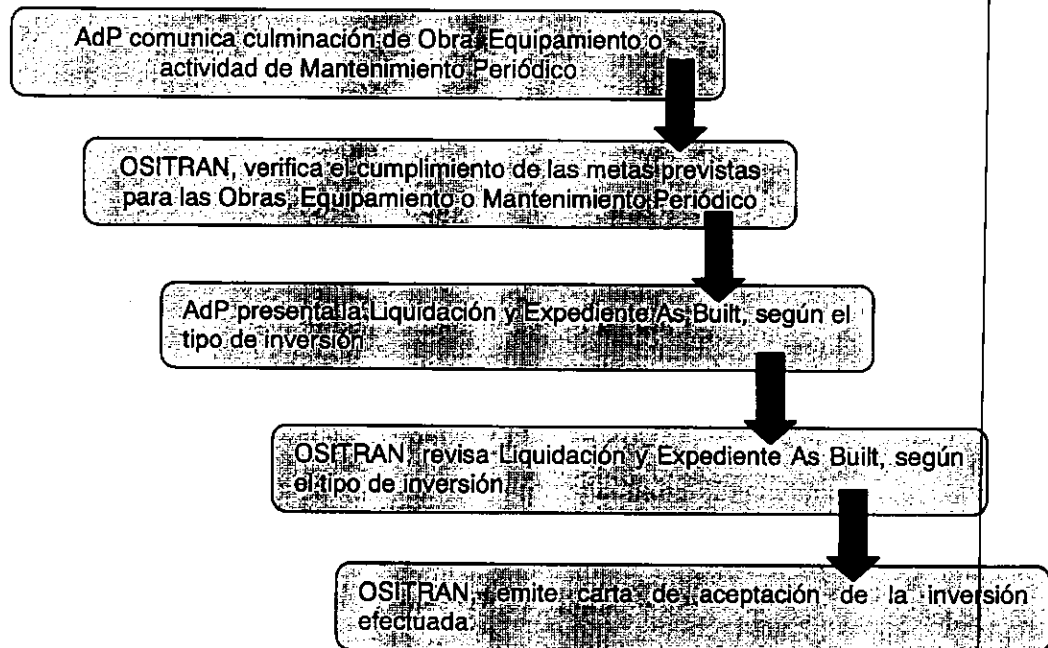 AdP comunica culminación de Obra, Equipamiento o
actividad de Mantenimiento Periódico
OSITRAN, verifica el cumplimiento de las metas previstas
para las Obras, Equipamiento o Mantenimiento Periódico
AdP presenta la Liquidación y Expediente As Built, según el
tipo de inversión
OSITRAN, revisa Liquidación y Expediente As Built, según
el tipo de inversión.
OSITRAN, emite carta de aceptación de la inversión
efectuada.